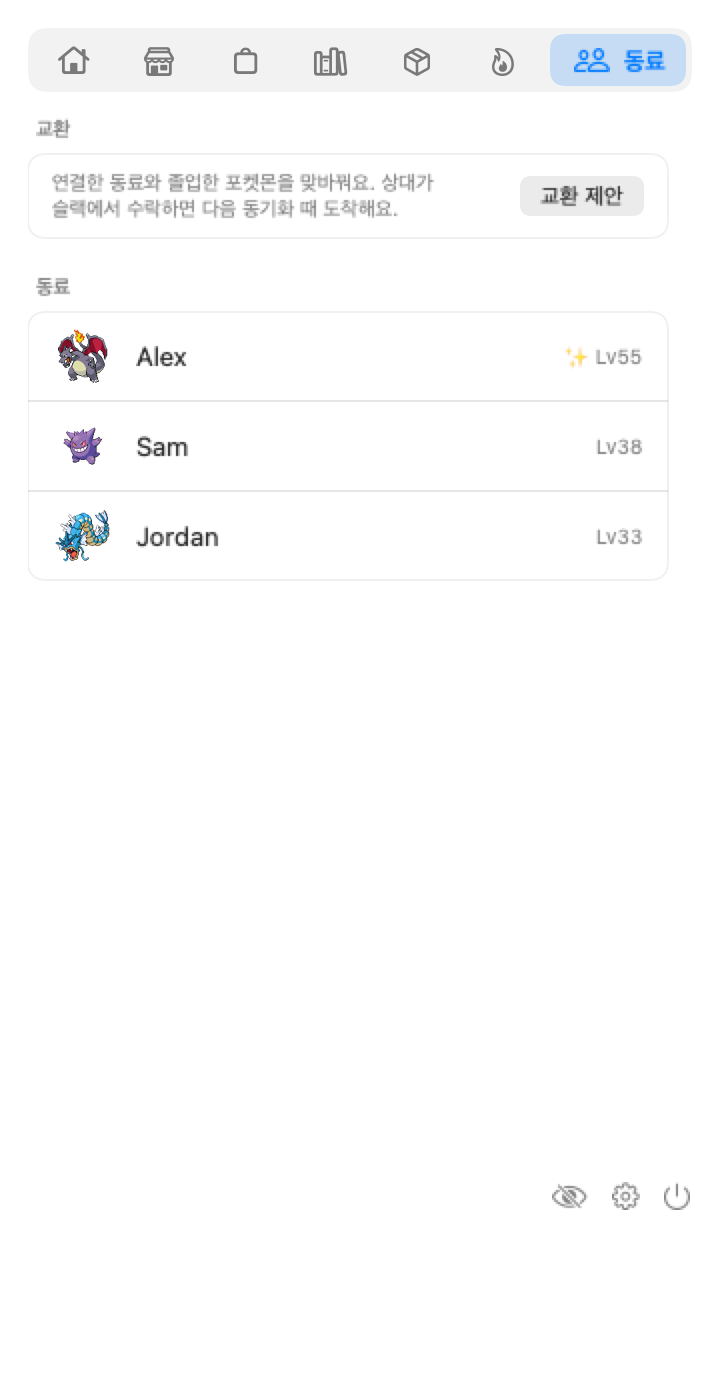 동료
교환
연결한 동료와 졸업한 포켓몬을 맞바꿔요. 상대가
슬랙에서 수락하면 다음 동기화 때 도착해요.
교환 제안
동료
Alex
✨ Lv55
Sam
Lv38
Jordan
Lv33